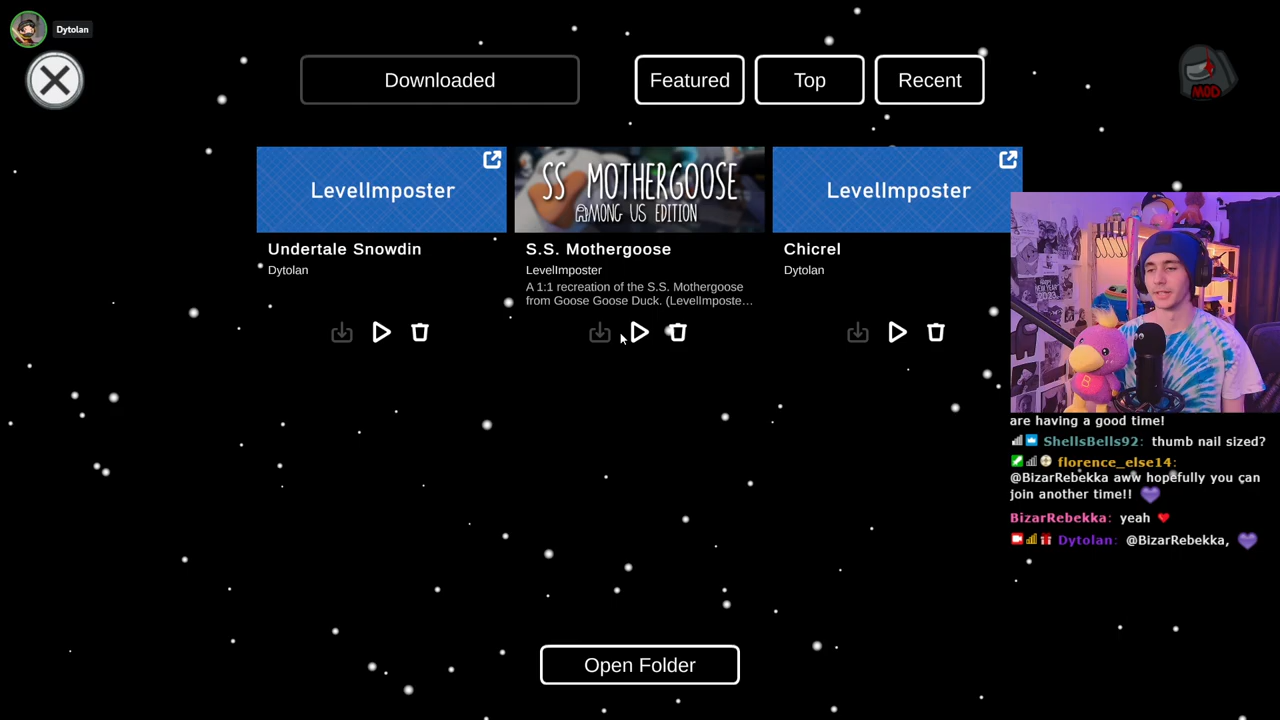 Dytolan
Downloaded
Featured
Top
Recent
MOD
LevelImposter
SS MOTHERGOOSE
AMONG US EDITION
LevelImposter
Undertale Snowdin
Dytolan
S.S. Mothergoose
LevelImposter
A 1:1 recreation of the S.S. Mothergoose
from Goose Goose Duck. (LevelImposte…
Chicrel
Dytolan
are having a good time!
ShellsBells92: thumb nail sized?
florence_else14:
@BizarRebekka aww hopefully you can
join another time!!
BizarRebekka: yeah
Dytolan: @BizarRebekka,
Open Folder